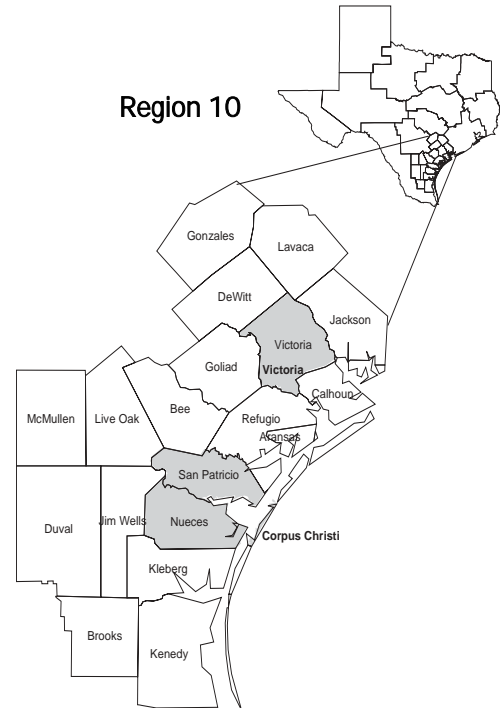 Region 10
Gonzales
Lavaca
DeWitt
Jackson
Victoria
Goliad
Victoria
Calhoun
Bee
McMullen
Live Oak
Refugio
Aransas
San Patricio
Duval
Jim Wells
Nueces
Corpus Christi
Kleberg
Brooks
Kenedy